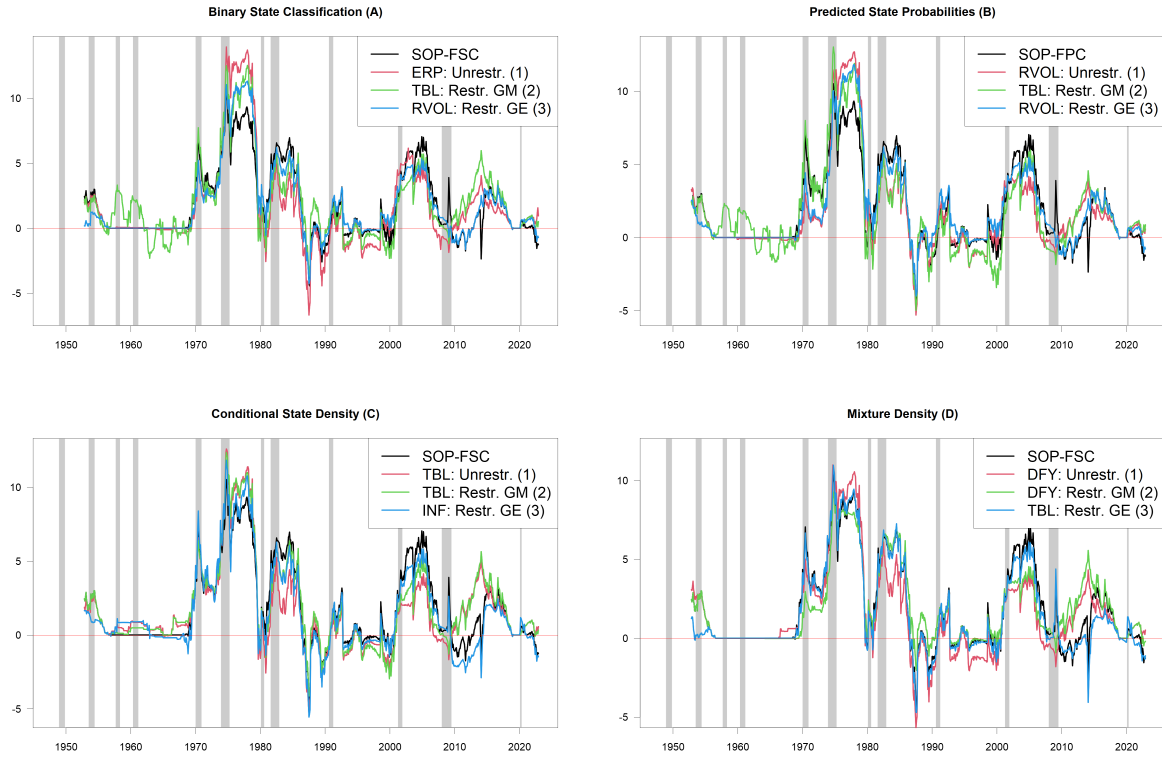 Binary State Classification (A)
SOP-FSC
ERP: Unrestr. (1)
TBL: Restr. GM (2)
RVOL: Restr. GE (3)
10
5
0
-5
1950 1960 1970 1980 1990 2000 2010 2020
Predicted State Probabilities (B)
SOP-FPC
RVOL: Unrestr. (1)
TBL: Restr. GM (2)
RVOL: Restr. GE (3)
10
5
0
-5
1950 1960 1970 1980 1990 2000 2010 2020
Conditional State Density (C)
SOP-FSC
TBL: Unrestr. (1)
TBL: Restr. GM (2)
INF: Restr. GE (3)
10
5
0
-5
1950 1960 1970 1980 1990 2000 2010 2020
Mixture Density (D)
SOP-FSC
DFY: Unrestr. (1)
DFY: Restr. GM (2)
TBL: Restr. GE (3)
10
5
0
-5
1950 1960 1970 1980 1990 2000 2010 2020